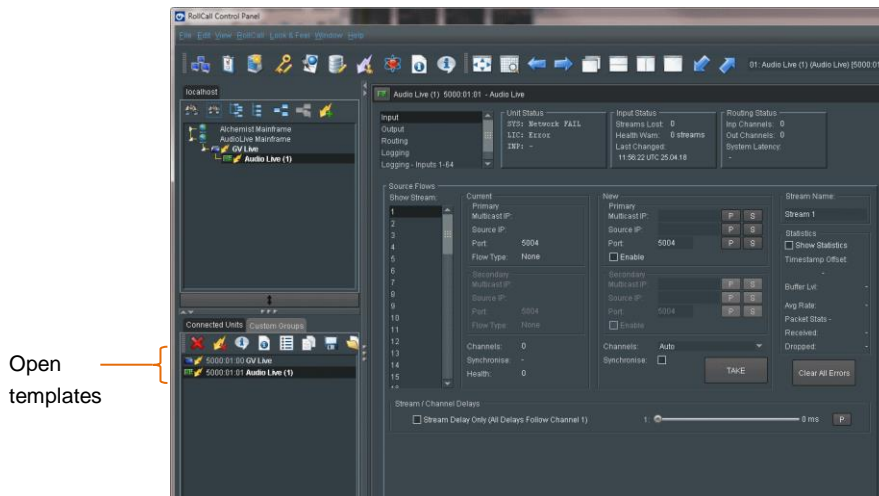 RollCall Control Panel
File Edit View RollCall Look & Feel Window Help
01: Audio Live (1) (Audio Live) [5000:01
localhost
Alchemist Mainframe
AudioLive Mainframe
GV Live
Audio Live (1)
Audio Live (1) 5000:01:01 - Audio Live
Input
Output
Routing
Logging
Logging - Inputs 1-64
Unit Status
SYS: Network FAIL
LIC: Error
INP: -
Input Status
Streams Lost: 0
Health Warn: 0 streams
Last Changed:
11:56:22 UTC 25.04.18
Routing Status
Inp Channels: 0
Out Channels: 0
System Latency:
-
Source Flows
Show Stream:
1
2
3
4
5
6
7
8
9
10
11
12
13
14
15
Current
Primary
Multicast IP:
Source IP:
Port: 5004
Flow Type: None
Secondary
Multicast IP:
Source IP:
Port: 5004
Flow Type: None
Channels: 0
Synchronise: -
Health: 0
New
Primary
Multicast IP: P S
Source IP: P S
Port: 5004 P S
Enable
Secondary
Multicast IP: P S
Source IP: P S
Port: 5004 P S
Enable
Channels: Auto
Synchronise:
TAKE
Stream Name:
Stream 1
Statistics
Show Statistics
Timestamp Offset:
-
Buffer Lvl: -
Avg Rate: -
Packet Stats -
Received: -
Dropped: -
Clear All Errors
Stream / Channel Delays
Stream Delay Only (All Delays Follow Channel 1)
1: 0 ms P
Connected Units Custom Groups
5000:01:00 GV Live
5000:01:01 Audio Live (1)
Open
templates